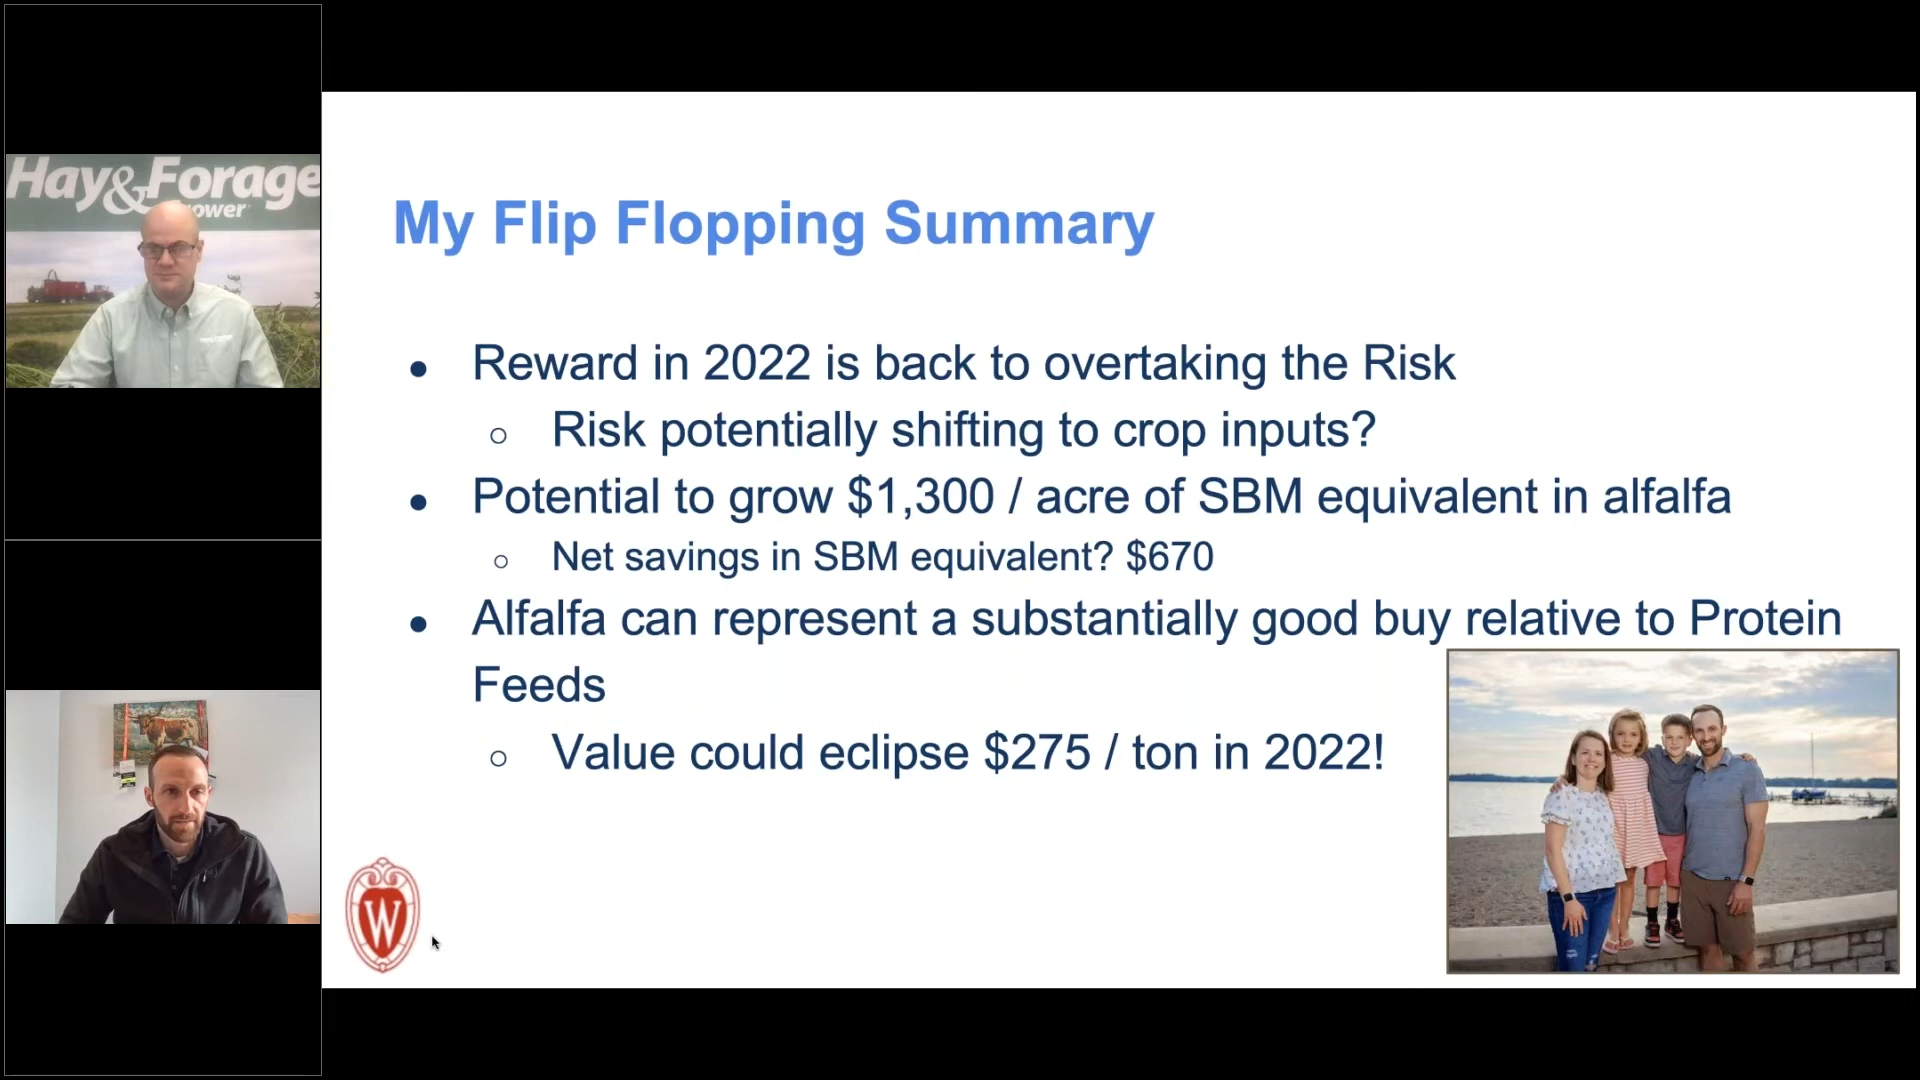 Hay&Forage
Grower
My Flip Flopping Summary
● Reward in 2022 is back to overtaking the Risk
○ Risk potentially shifting to crop inputs?
● Potential to grow $1,300 / acre of SBM equivalent in alfalfa
○ Net savings in SBM equivalent? $670
● Alfalfa can represent a substantially good buy relative to Protein
Feeds
○ Value could eclipse $275 / ton in 2022!
W